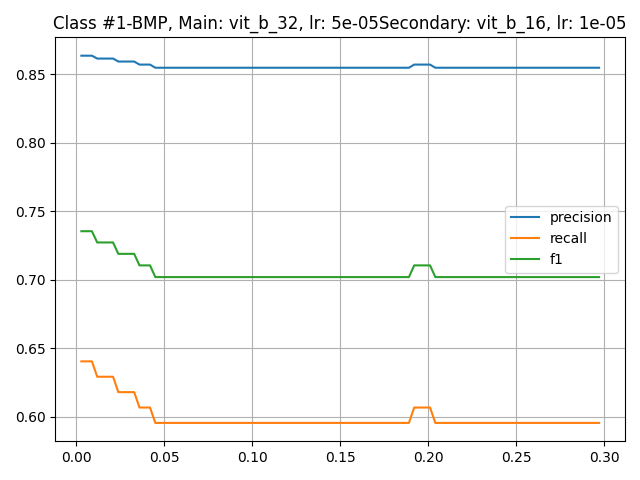 Class #1-BMP, Main: vit_b_32, lr: 5e-05Secondary: vit_b_16, lr: 1e-05
0.85
0.80
0.75
0.70
0.65
0.60
precision
recall
f1
0.00 0.05 0.10 0.15 0.20 0.25 0.30